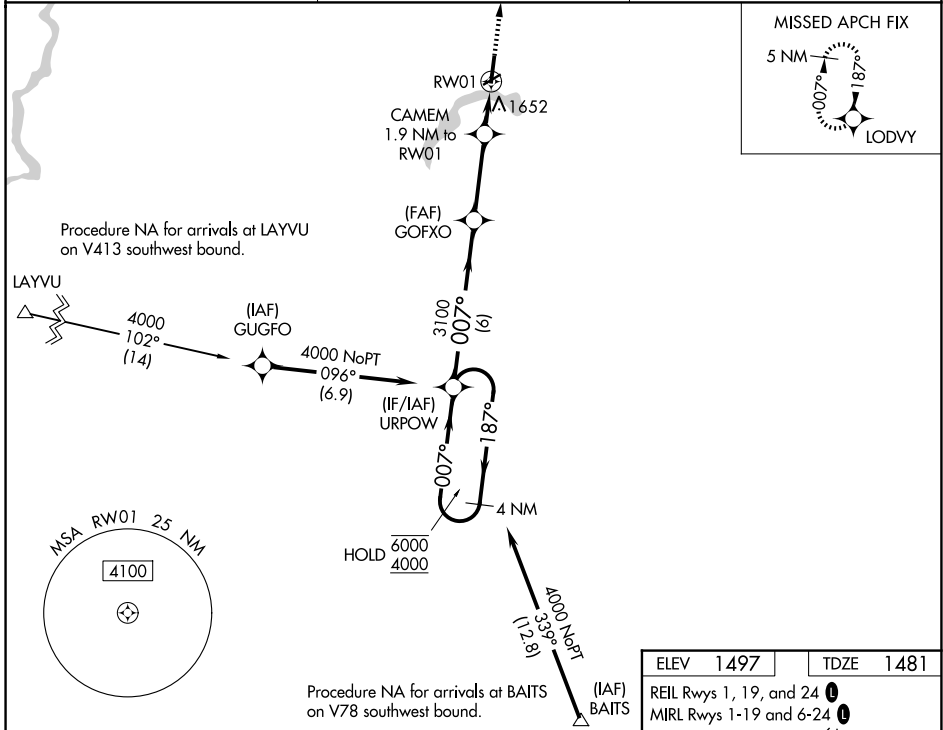 MISSED APCH FIX
5 NM
007°
187°
LODVY
RW01
1652
CAMEM
1.9 NM to
RW01
(FAF)
GOFXO
Procedure NA for arrivals at LAYVU
on V413 southwest bound.
LAYVU
4000
102°
(14)
(IAF)
GUGFO
4000 NoPT
096°
(6.9)
3100
007°
(6)
(IF/IAF)
URPOW
007°
187°
4 NM
HOLD
6000
4000
MSA RW01 25 NM
4100
4000 NoPT
339°
(12.8)
(IAF)
BAITS
Procedure NA for arrivals at BAITS
on V78 southwest bound.
ELEV 1497
TDZE 1481
REIL Rwys 1, 19, and 24 L
MIRL Rwys 1-19 and 6-24 L